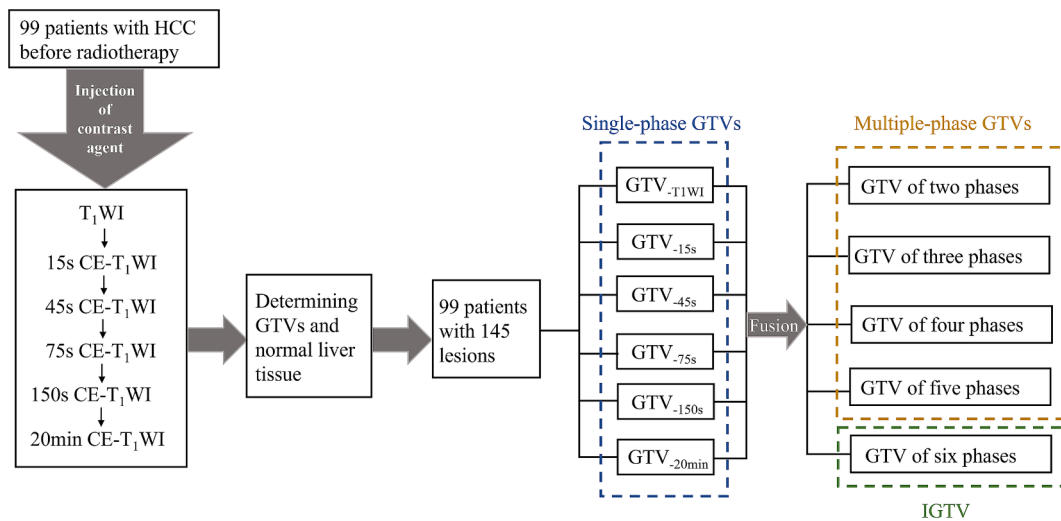 99 patients with HCC
before radiotherapy
Injection
of
contrast
agent
T₁WI
15s CE-T₁WI
45s CE-T₁WI
75s CE-T₁WI
150s CE-T₁WI
20min CE-T₁WI
Determining
GTVs and
normal liver
tissue
99 patients
with 145
lesions
Single-phase GTVs
GTV-T1WI
GTV-15s
GTV-45s
GTV-75s
GTV-150s
GTV-20min
Fusion
Multiple-phase GTVs
GTV of two phases
GTV of three phases
GTV of four phases
GTV of five phases
GTV of six phases
IGTV